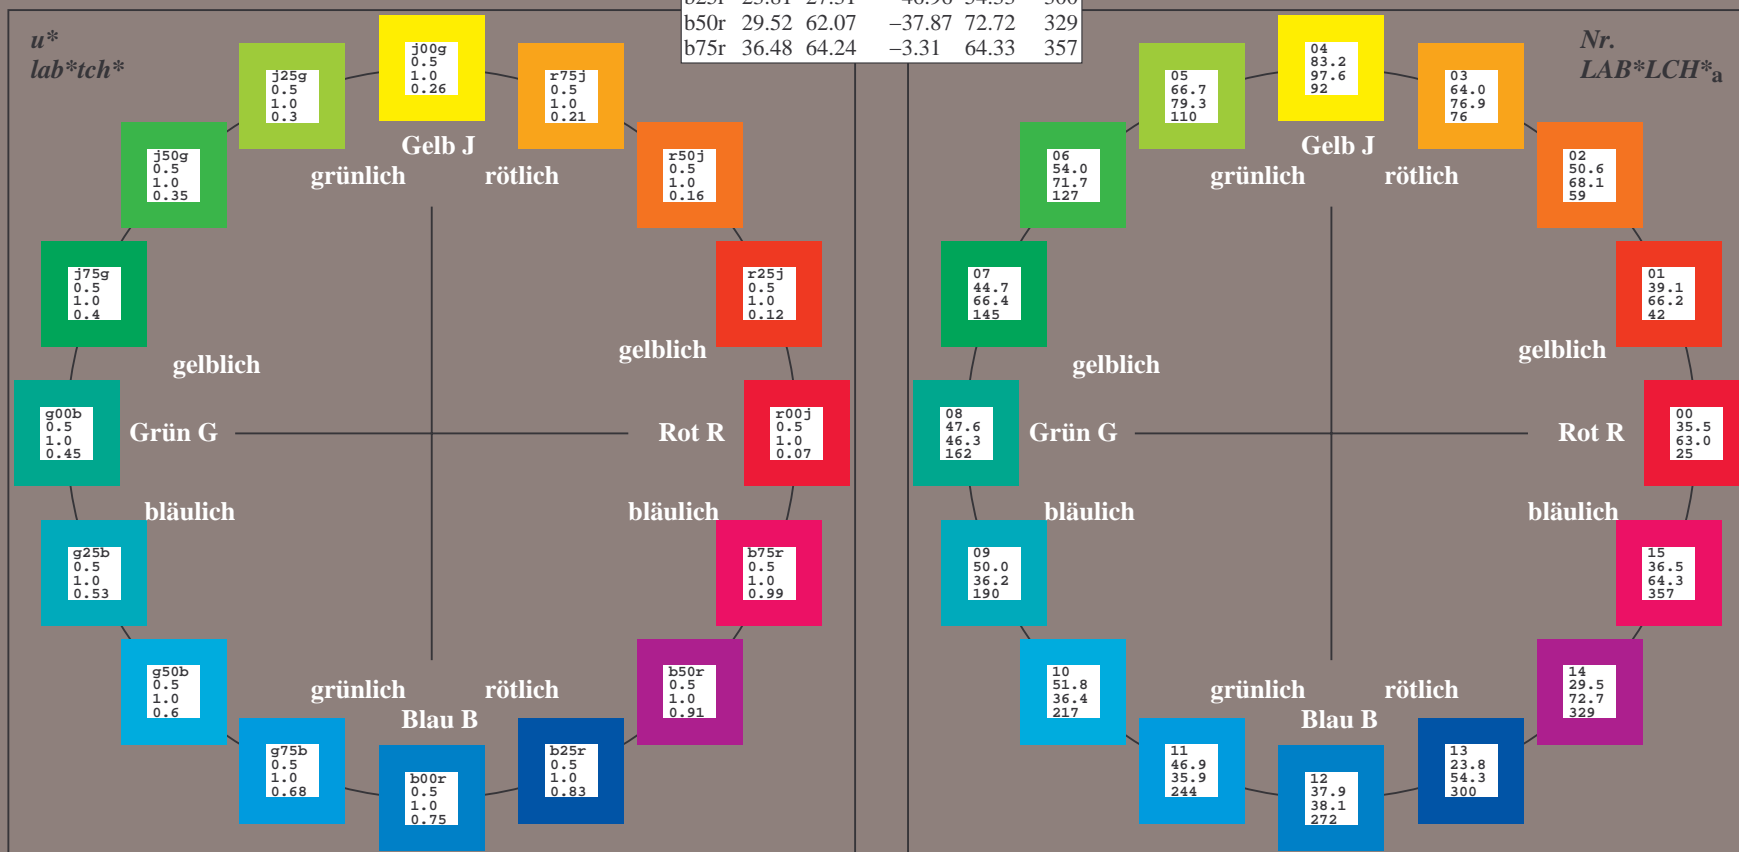 b50r 29.52 62.07 −37.87 72.72 329
b75r 36.48 64.24 −3.31 64.33 357
u*
lab*tch*
j00g
0.5
1.0
0.26
j25g
0.5
1.0
0.3
r75j
0.5
1.0
0.21
j50g
0.5
1.0
0.35
r50j
0.5
1.0
0.16
Gelb J
grünlich rötlich
j75g
0.5
1.0
0.4
r25j
0.5
1.0
0.12
gelblich
gelblich
g00b
0.5
1.0
0.45
Grün G
Rot R
r00j
0.5
1.0
0.07
bläulich
bläulich
g25b
0.5
1.0
0.53
b75r
0.5
1.0
0.99
g50b
0.5
1.0
0.6
b50r
0.5
1.0
0.91
grünlich rötlich
Blau B
g75b
0.5
1.0
0.68
b00r
0.5
1.0
0.75
b25r
0.5
1.0
0.83
Nr.
LAB*LCH*a
04
83.2
97.6
92
05
66.7
79.3
110
03
64.0
76.9
76
06
54.0
71.7
127
02
50.6
68.1
59
Gelb J
grünlich rötlich
07
44.7
66.4
145
01
39.1
66.2
42
gelblich
gelblich
08
47.6
46.3
162
Grün G
Rot R
00
35.5
63.0
25
bläulich
bläulich
09
50.0
36.2
190
15
36.5
64.3
357
10
51.8
36.4
217
14
29.5
72.7
329
grünlich rötlich
Blau B
11
46.9
35.9
244
12
37.9
38.1
272
13
23.8
54.3
300